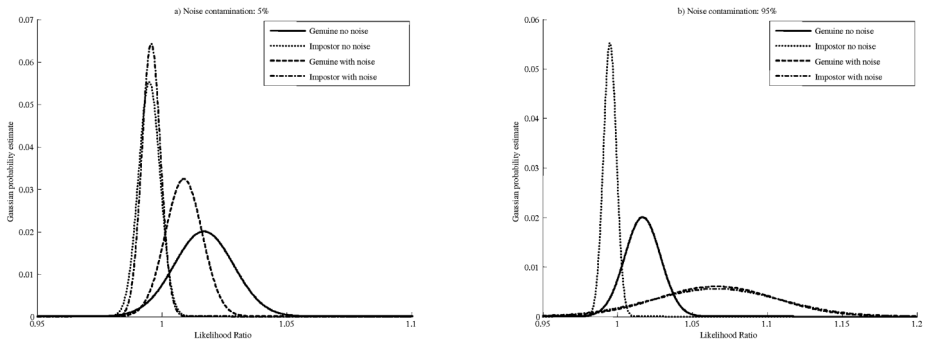 a) Noise contamination: 5%
0.07
0.06
0.05
0.04
0.03
0.02
0.01
0
0.95
1
1.05
1.1
Gaussian probability estimate
Likelihood Ratio
Genuine no noise
Impostor no noise
Genuine with noise
Impostor with noise
b) Noise contamination: 95%
0.06
0.05
0.04
0.03
0.02
0.01
0
0.95
1
1.05
1.1
1.15
1.2
Gaussian probability estimate
Likelihood Ratio
Genuine no noise
Impostor no noise
Genuine with noise
Impostor with noise